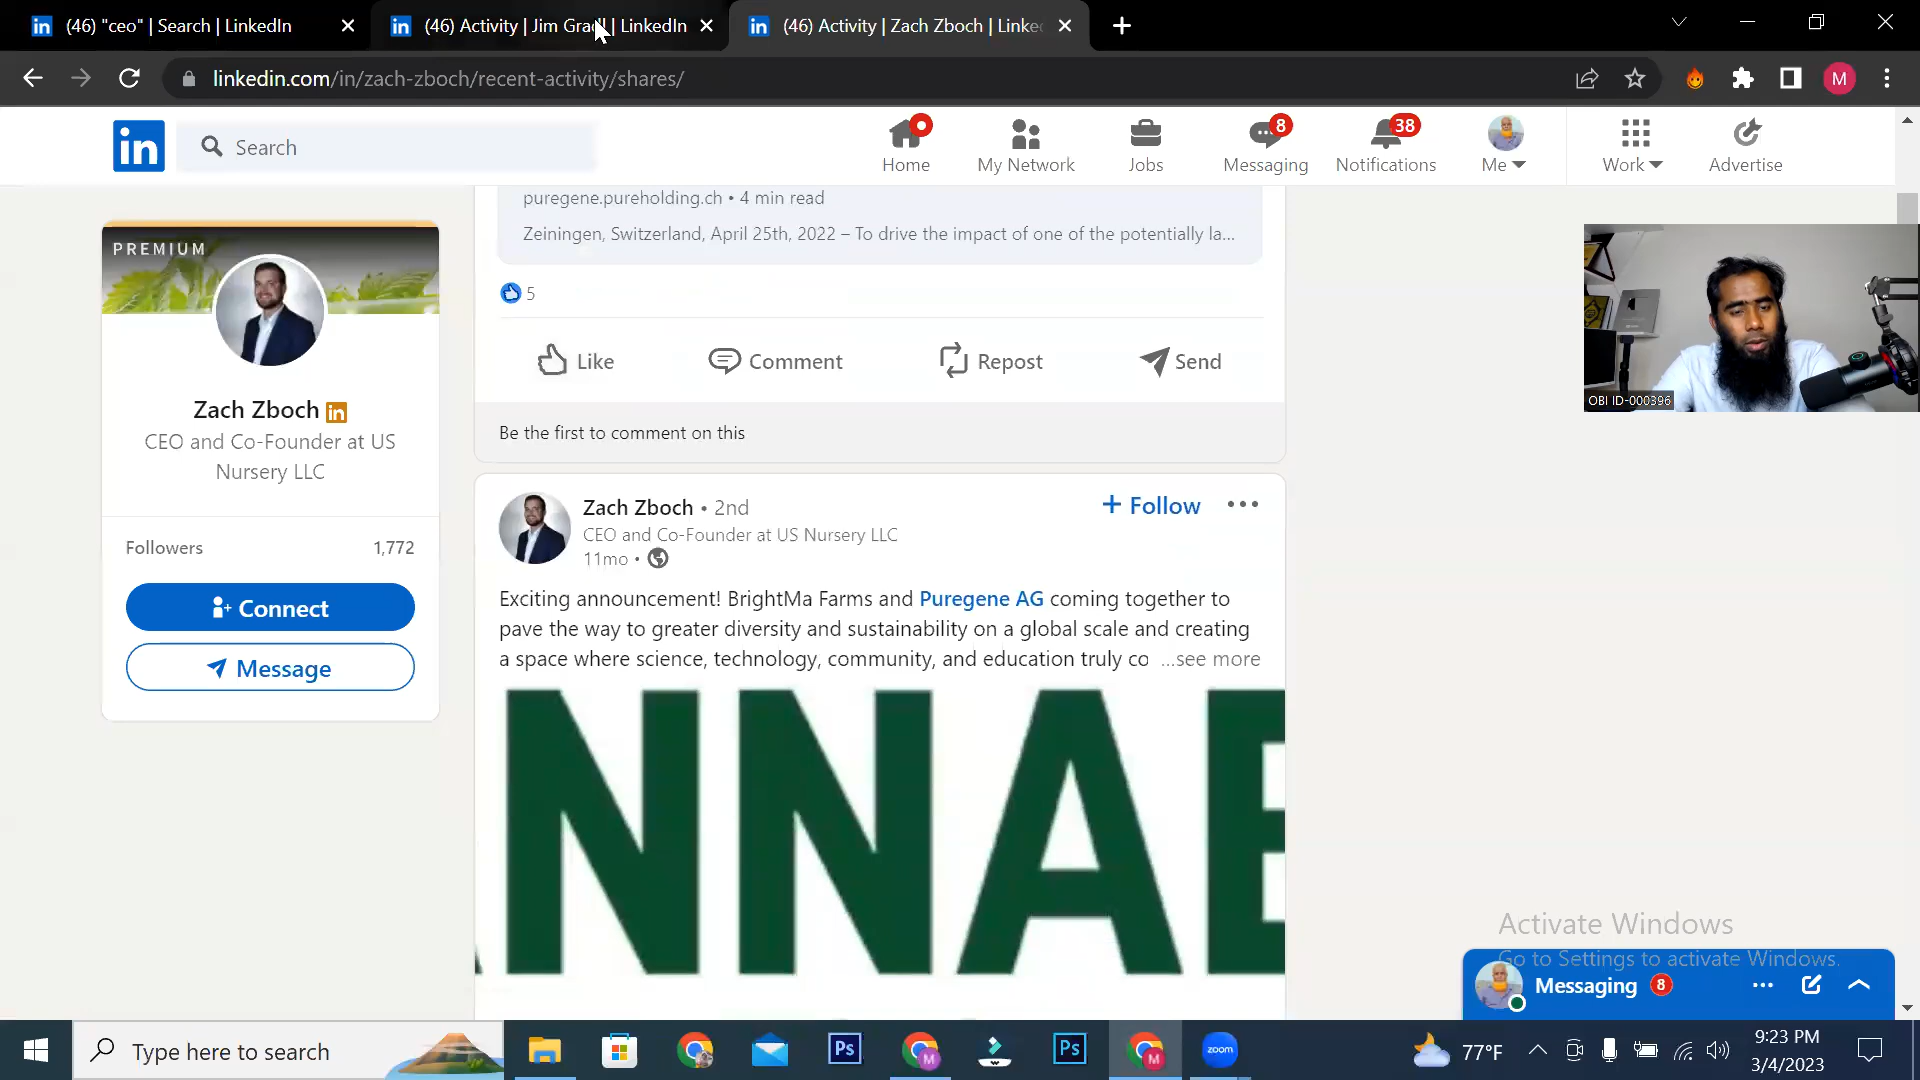 (46) "ceo" | Search | LinkedIn
(46) Activity | Jim Grad | LinkedIn
(46) Activity | Zach Zboch | Linke
linkedin.com/in/zach-zboch/recent-activity/shares/
M
in
Search
Home
My Network
Jobs
8
Messaging
38
Notifications
Me
Work
Advertise
puregene.pureholding.ch • 4 min read
Zeiningen, Switzerland, April 25th, 2022 – To drive the impact of one of the potentially la...
5
Like
Comment
Repost
Send
Be the first to comment on this
PREMIUM
Zach Zboch in
CEO and Co-Founder at US
Nursery LLC
Followers 1,772
Connect
Message
Zach Zboch • 2nd
+ Follow
CEO and Co-Founder at US Nursery LLC
11mo •
Exciting announcement! BrightMa Farms and Puregene AG coming together to
pave the way to greater diversity and sustainability on a global scale and creating
a space where science, technology, community, and education truly co ...see more
NNA
OBI ID-000396
Activate Windows
Go to Settings to activate Windows.
Messaging 8
Type here to search
Ps
M
Ps
M
zoom
77°F
9:23 PM
3/4/2023